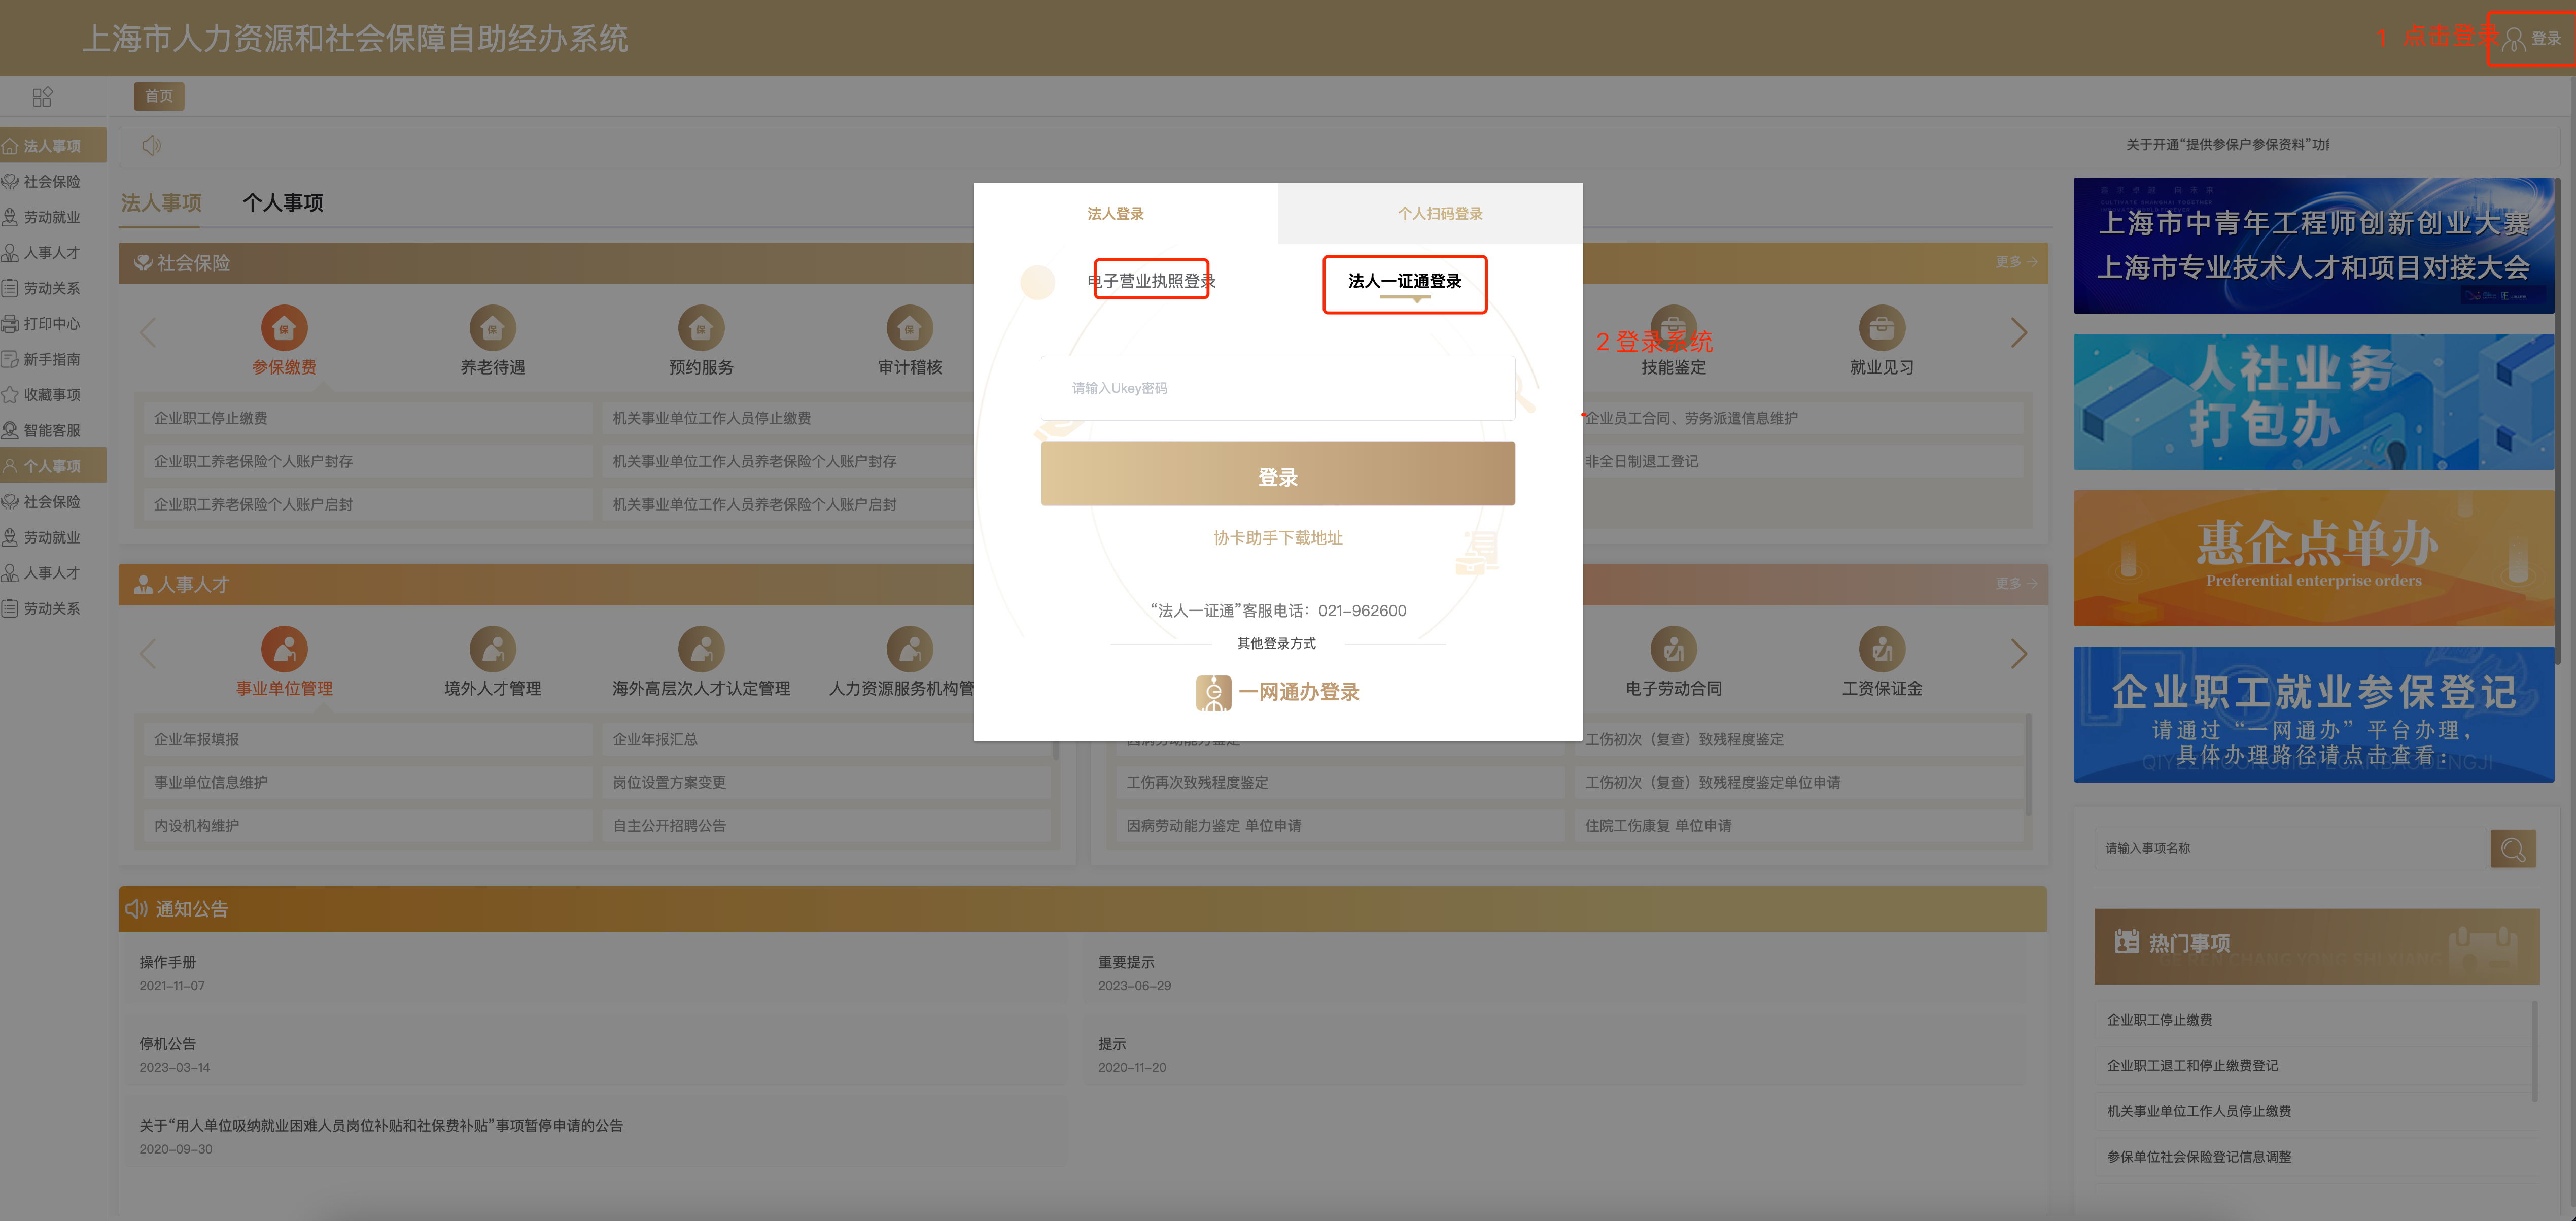 上海市人力资源和社会保障自助经办系统
1 点击登录
登录
首页
关于开通“提供参保户参保资料”功
法人事项
社会保险
劳动就业
人事人才
劳动关系
打印中心
新手指南
收藏事项
智能客服
个人事项
社会保险
劳动就业
人事人才
劳动关系
法人事项 个人事项
社会保险
更多
参保缴费 养老待遇 预约服务 审计稽核
技能鉴定 就业见习
企业职工停止缴费 机关事业单位工作人员停止缴费
企业员工合同、劳务派遣信息维护
企业职工养老保险个人账户封存 机关事业单位工作人员养老保险个人账户封存
非全日制退工登记
企业职工养老保险个人账户启封 机关事业单位工作人员养老保险个人账户启封
法人登录 个人扫码登录
电子营业执照登录 法人一证通登录
2 登录系统
请输入Ukey密码
登录
协卡助手下载地址
“法人一证通”客服电话：021-962600
其他登录方式
一网通办登录
人事人才
更多
事业单位管理 境外人才管理 海外高层次人才认定管理 人力资源服务机构管
电子劳动合同 工资保证金
企业年报填报 企业年报汇总
因病劳动能力鉴定 工伤初次（复查）致残程度鉴定
事业单位信息维护 岗位设置方案变更
工伤再次致残程度鉴定 工伤初次（复查）致残程度鉴定单位申请
内设机构维护 自主公开招聘公告
因病劳动能力鉴定 单位申请 住院工伤康复 单位申请
通知公告
操作手册
2021-11-07
重要提示
2023-06-29
停机公告
2023-03-14
提示
2020-11-20
关于“用人单位吸纳就业困难人员岗位补贴和社保费补贴”事项暂停申请的公告
2020-09-30
上海市中青年工程师创新创业大赛
上海市专业技术人才和项目对接大会
人社业务
打包办
惠企点单办
Preferential enterprise orders
企业职工就业参保登记
请通过“一网通办”平台办理，
具体办理路径请点击查看：
请输入事项名称
热门事项
企业职工停止缴费
企业职工退工和停止缴费登记
机关事业单位工作人员停止缴费
参保单位社会保险登记信息调整